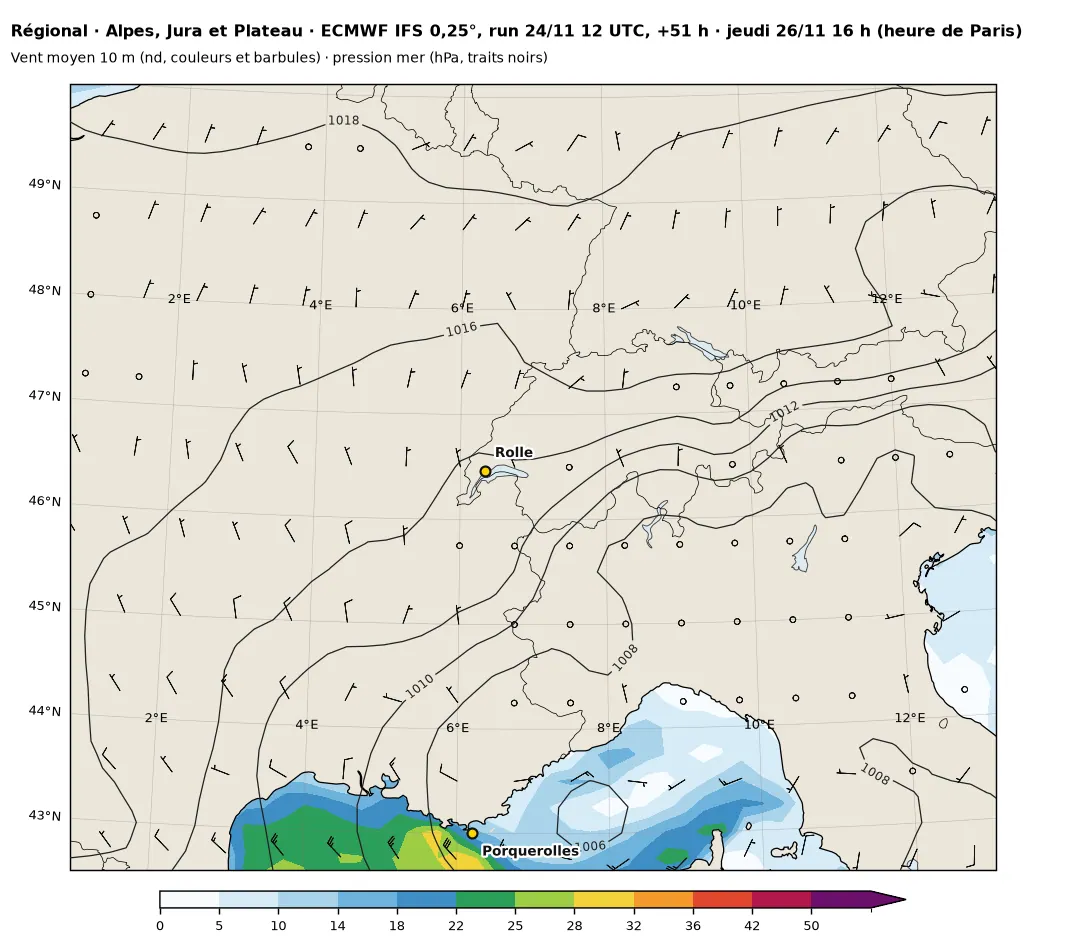 Régional · Alpes, Jura et Plateau · ECMWF IFS 0,25°, run 24/11 12 UTC, +51 h · jeudi 26/11 16 h (heure de Paris)
Vent moyen 10 m (nd, couleurs et barbules) · pression mer (hPa, traits noirs)
1018
49°N
48°N
2°E 4°E 6°E 8°E 10°E 12°E
1016
47°N
1012
Rolle
46°N
45°N
1008
1010
44°N
2°E 4°E 6°E 8°E 10°E 12°E
1008
43°N
1006
Porquerolles
0 5 10 14 18 22 25 28 32 36 42 50